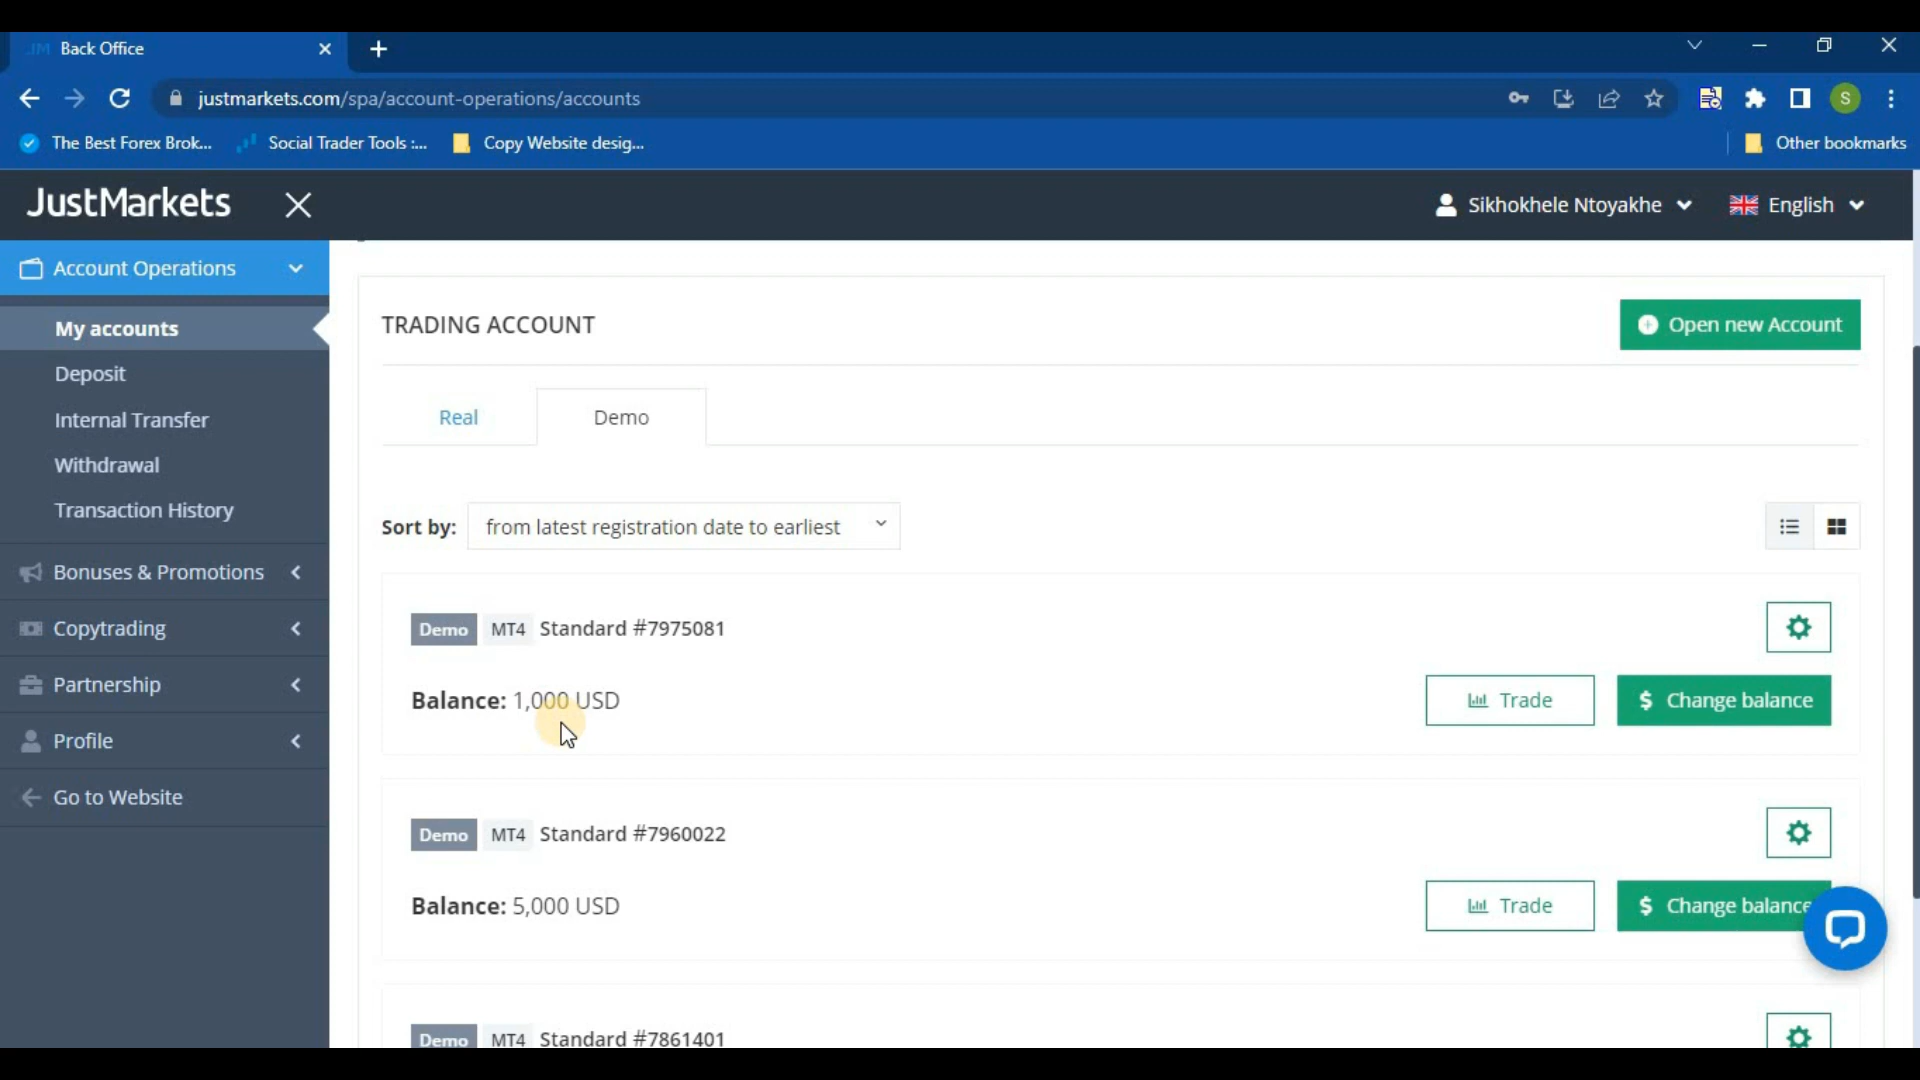 JM Back Office
justmarkets.com/spa/account-operations/accounts
S
The Best Forex Brok...
Social Trader Tools :...
Copy Website desig...
Other bookmarks
JustMarkets
Sikhokhele Ntoyakhe
English
Account Operations
My accounts
Deposit
Internal Transfer
Withdrawal
Transaction History
Bonuses & Promotions
Copytrading
Partnership
Profile
Go to Website
TRADING ACCOUNT
Open new Account
Real
Demo
Sort by: from latest registration date to earliest
Demo MT4 Standard #7975081
Balance: 1,000 USD
Trade
$ Change balance
Demo MT4 Standard #7960022
Balance: 5,000 USD
Trade
$ Change balance
Demo MT4 Standard #7861401